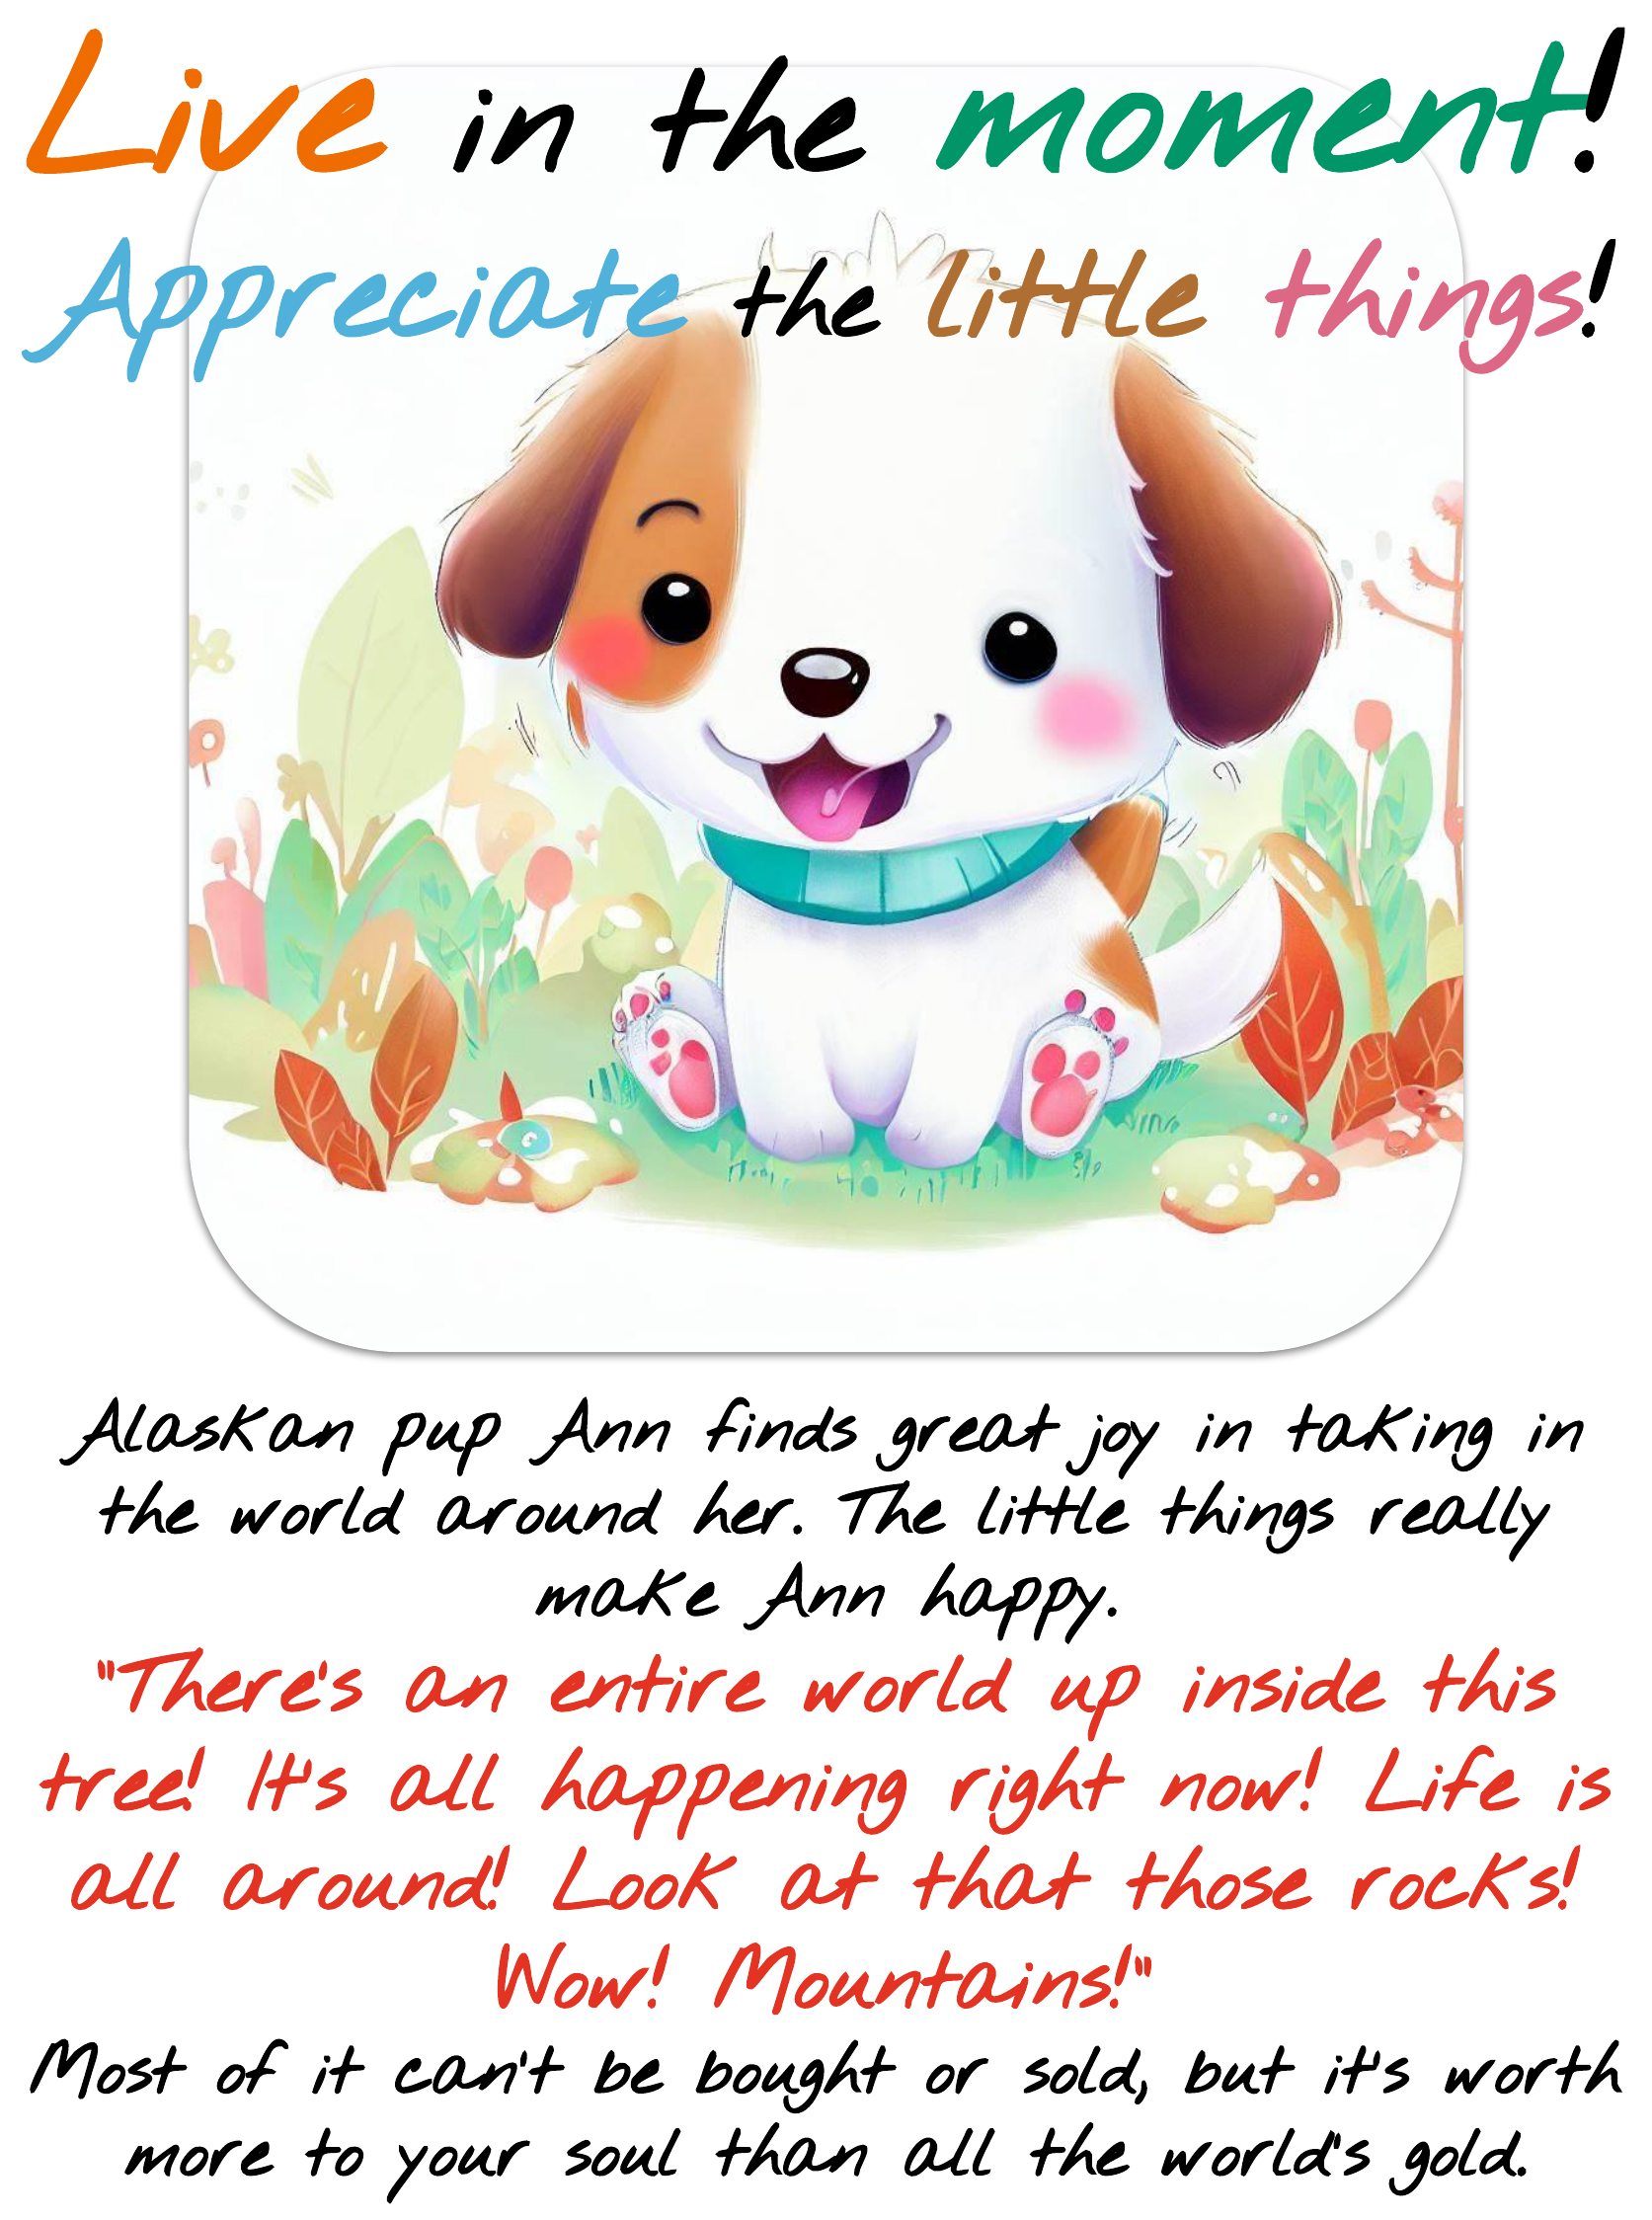 Live in the moment!
Appreciate the little things!
Alaskan pup Ann finds great joy in taking in
the world around her. The little things really
make Ann happy.
"There's an entire world up inside this
tree! It's all happening right now! Life is
all around! Look at that those rocks!
Wow! Mountains!"
Most of it can't be bought or sold, but it's worth
more to your soul than all the world's gold.